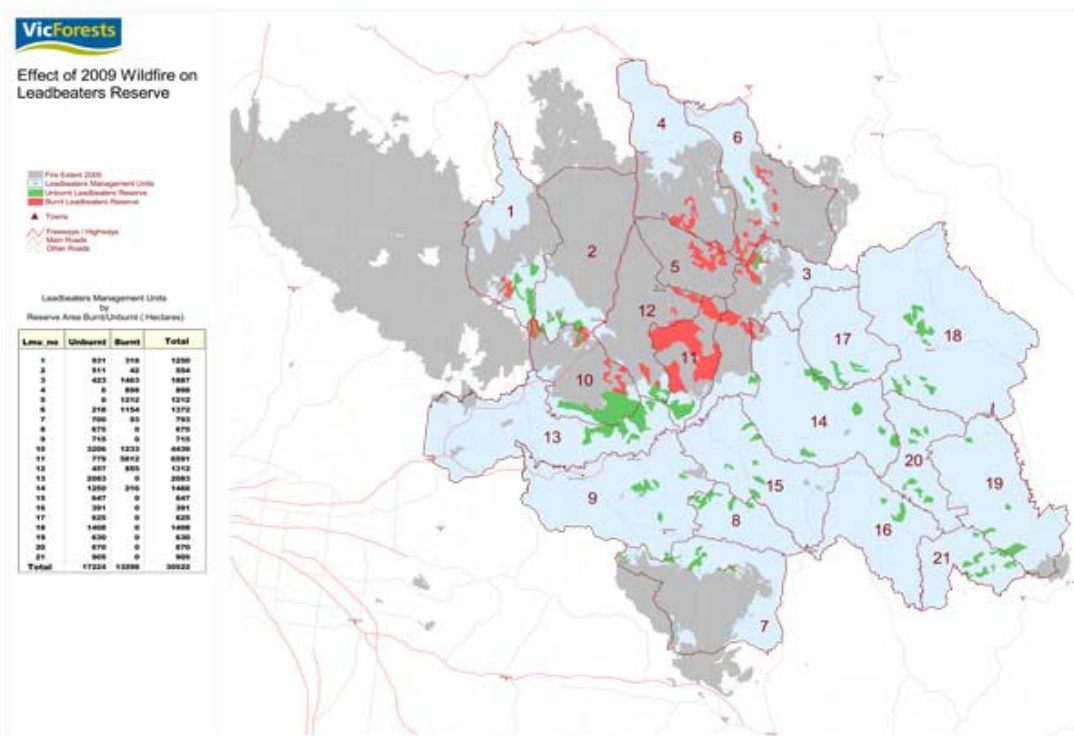 VicForests
Effect of 2009 Wildfire on
Leadbeaters Reserve
Fire Extent 2009
Leadbeaters Management Units
Unburnt Leadbeaters Reserve
Burnt Leadbeaters Reserve
Towns
Freeways / Highways
Main Roads
Other Roads
Leadbeaters Management Units
by
Reserve Area Burnt/Unburnt ( Hectares)
Lmu_no Unburnt Burnt Total
1 931 318 1250
2 511 42 554
3 423 1463 1887
4 0 898 898
5 0 1212 1212
6 218 1154 1372
7 700 93 793
8 675 0 675
9 715 0 715
10 3206 1233 4439
11 779 5812 6591
12 457 855 1312
13 2083 0 2083
14 1250 216 1466
15 647 0 647
16 391 0 391
17 625 0 625
18 1408 0 1408
19 630 0 630
20 670 0 670
21 905 0 905
Total 17224 13298 30522
4
6
1
2
5
3
12
17
18
11
10
13
14
20
19
9
15
8
16
21
7